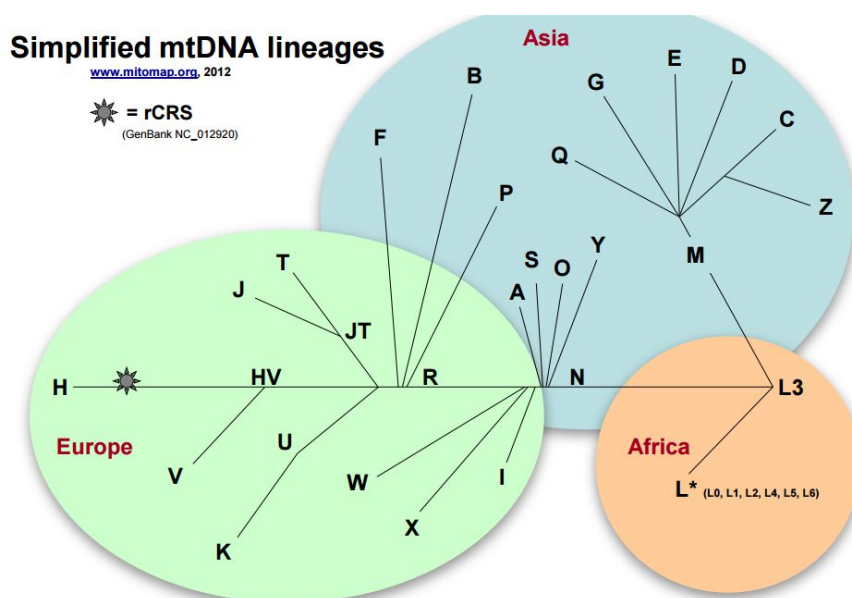 Simplified mtDNA lineages
www.mitomap.org, 2012
= rCRS
(GenBank NC_012920)
Asia
B
G
E
D
C
F
Q
P
Z
Y
M
S
O
A
T
J
JT
H
HV
R
N
L3
Europe
V
U
W
X
I
K
Africa
L* (L0, L1, L2, L4, L5, L6)